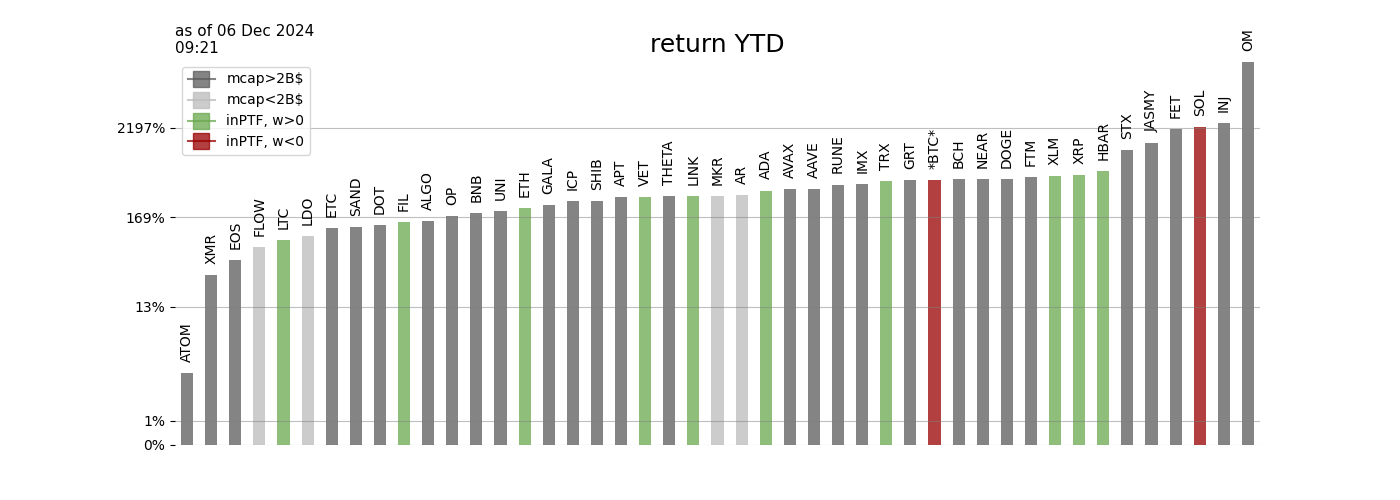 as of 06 Dec 2024
09:21
return YTD
mcap>2B$
mcap<2B$
inPTF, w>0
inPTF, w<0
2197%
169%
13%
1%
0%
ATOM
XMR
EOS
FLOW
LTC
LDO
ETC
SAND
DOT
FIL
ALGO
OP
BNB
UNI
ETH
GALA
ICP
SHIB
APT
VET
THETA
LINK
MKR
AR
ADA
AVAX
AAVE
RUNE
IMX
TRX
GRT
*BTC*
BCH
NEAR
DOGE
FTM
XLM
XRP
HBAR
STX
JASMY
FET
SOL
INJ
OM